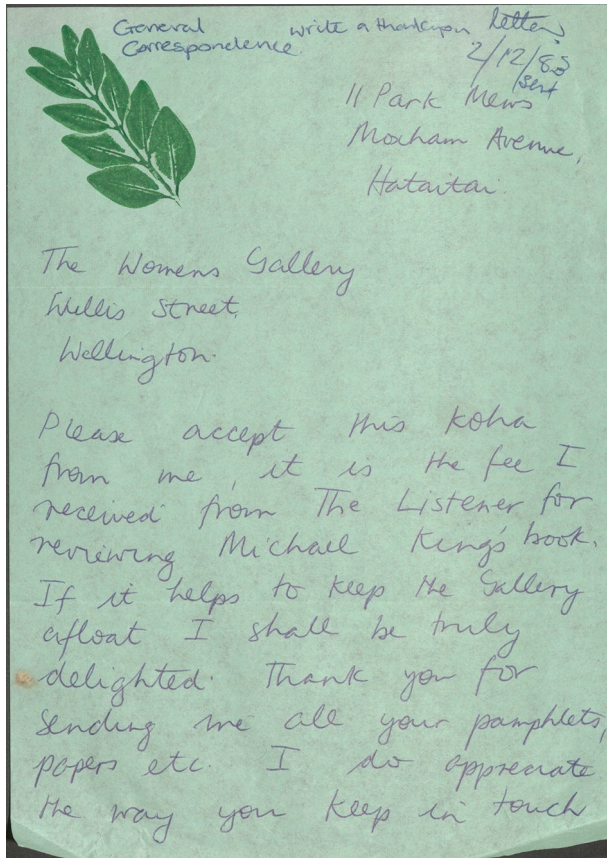 General write a thankyou letter
Correspondence 2/12/83
sent
11 Park Mews
Moxham Avenue,
Hataitai.
The Womens Gallery
Willis Street,
Wellington.
Please accept this koha
from me, it is the fee I
received from The Listener for
reviewing Michael King's book.
If it helps to keep the Gallery
afloat I shall be truly
delighted. Thank you for
sending me all your pamphlets,
papers etc. I do appreciate
the way you keep in touch